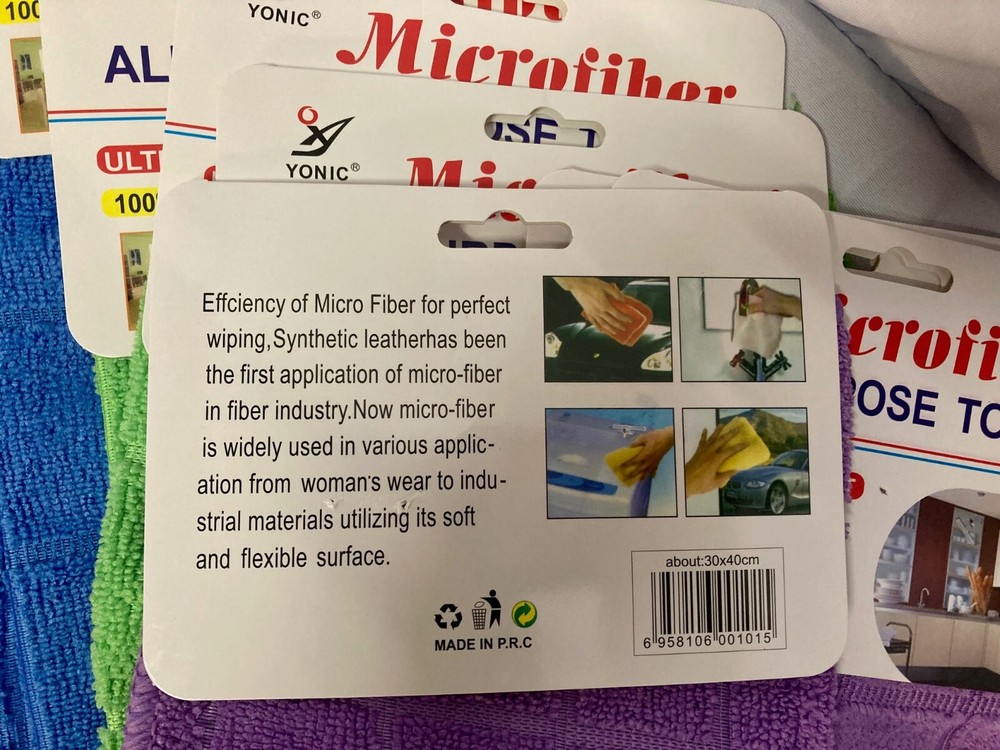 100
YONIC®
Microfiber
AL
OSE T
YONIC®
ULT
100
crofi
OSE TO
Effciency of Micro Fiber for perfect
wiping,Synthetic leatherhas been
the first application of micro-fiber
in fiber industry.Now micro-fiber
is widely used in various applic-
ation from woman's wear to indu-
strial materials utilizing its soft
and flexible surface.
about:30x40cm
6 958106 001015
MADE IN P.R.C